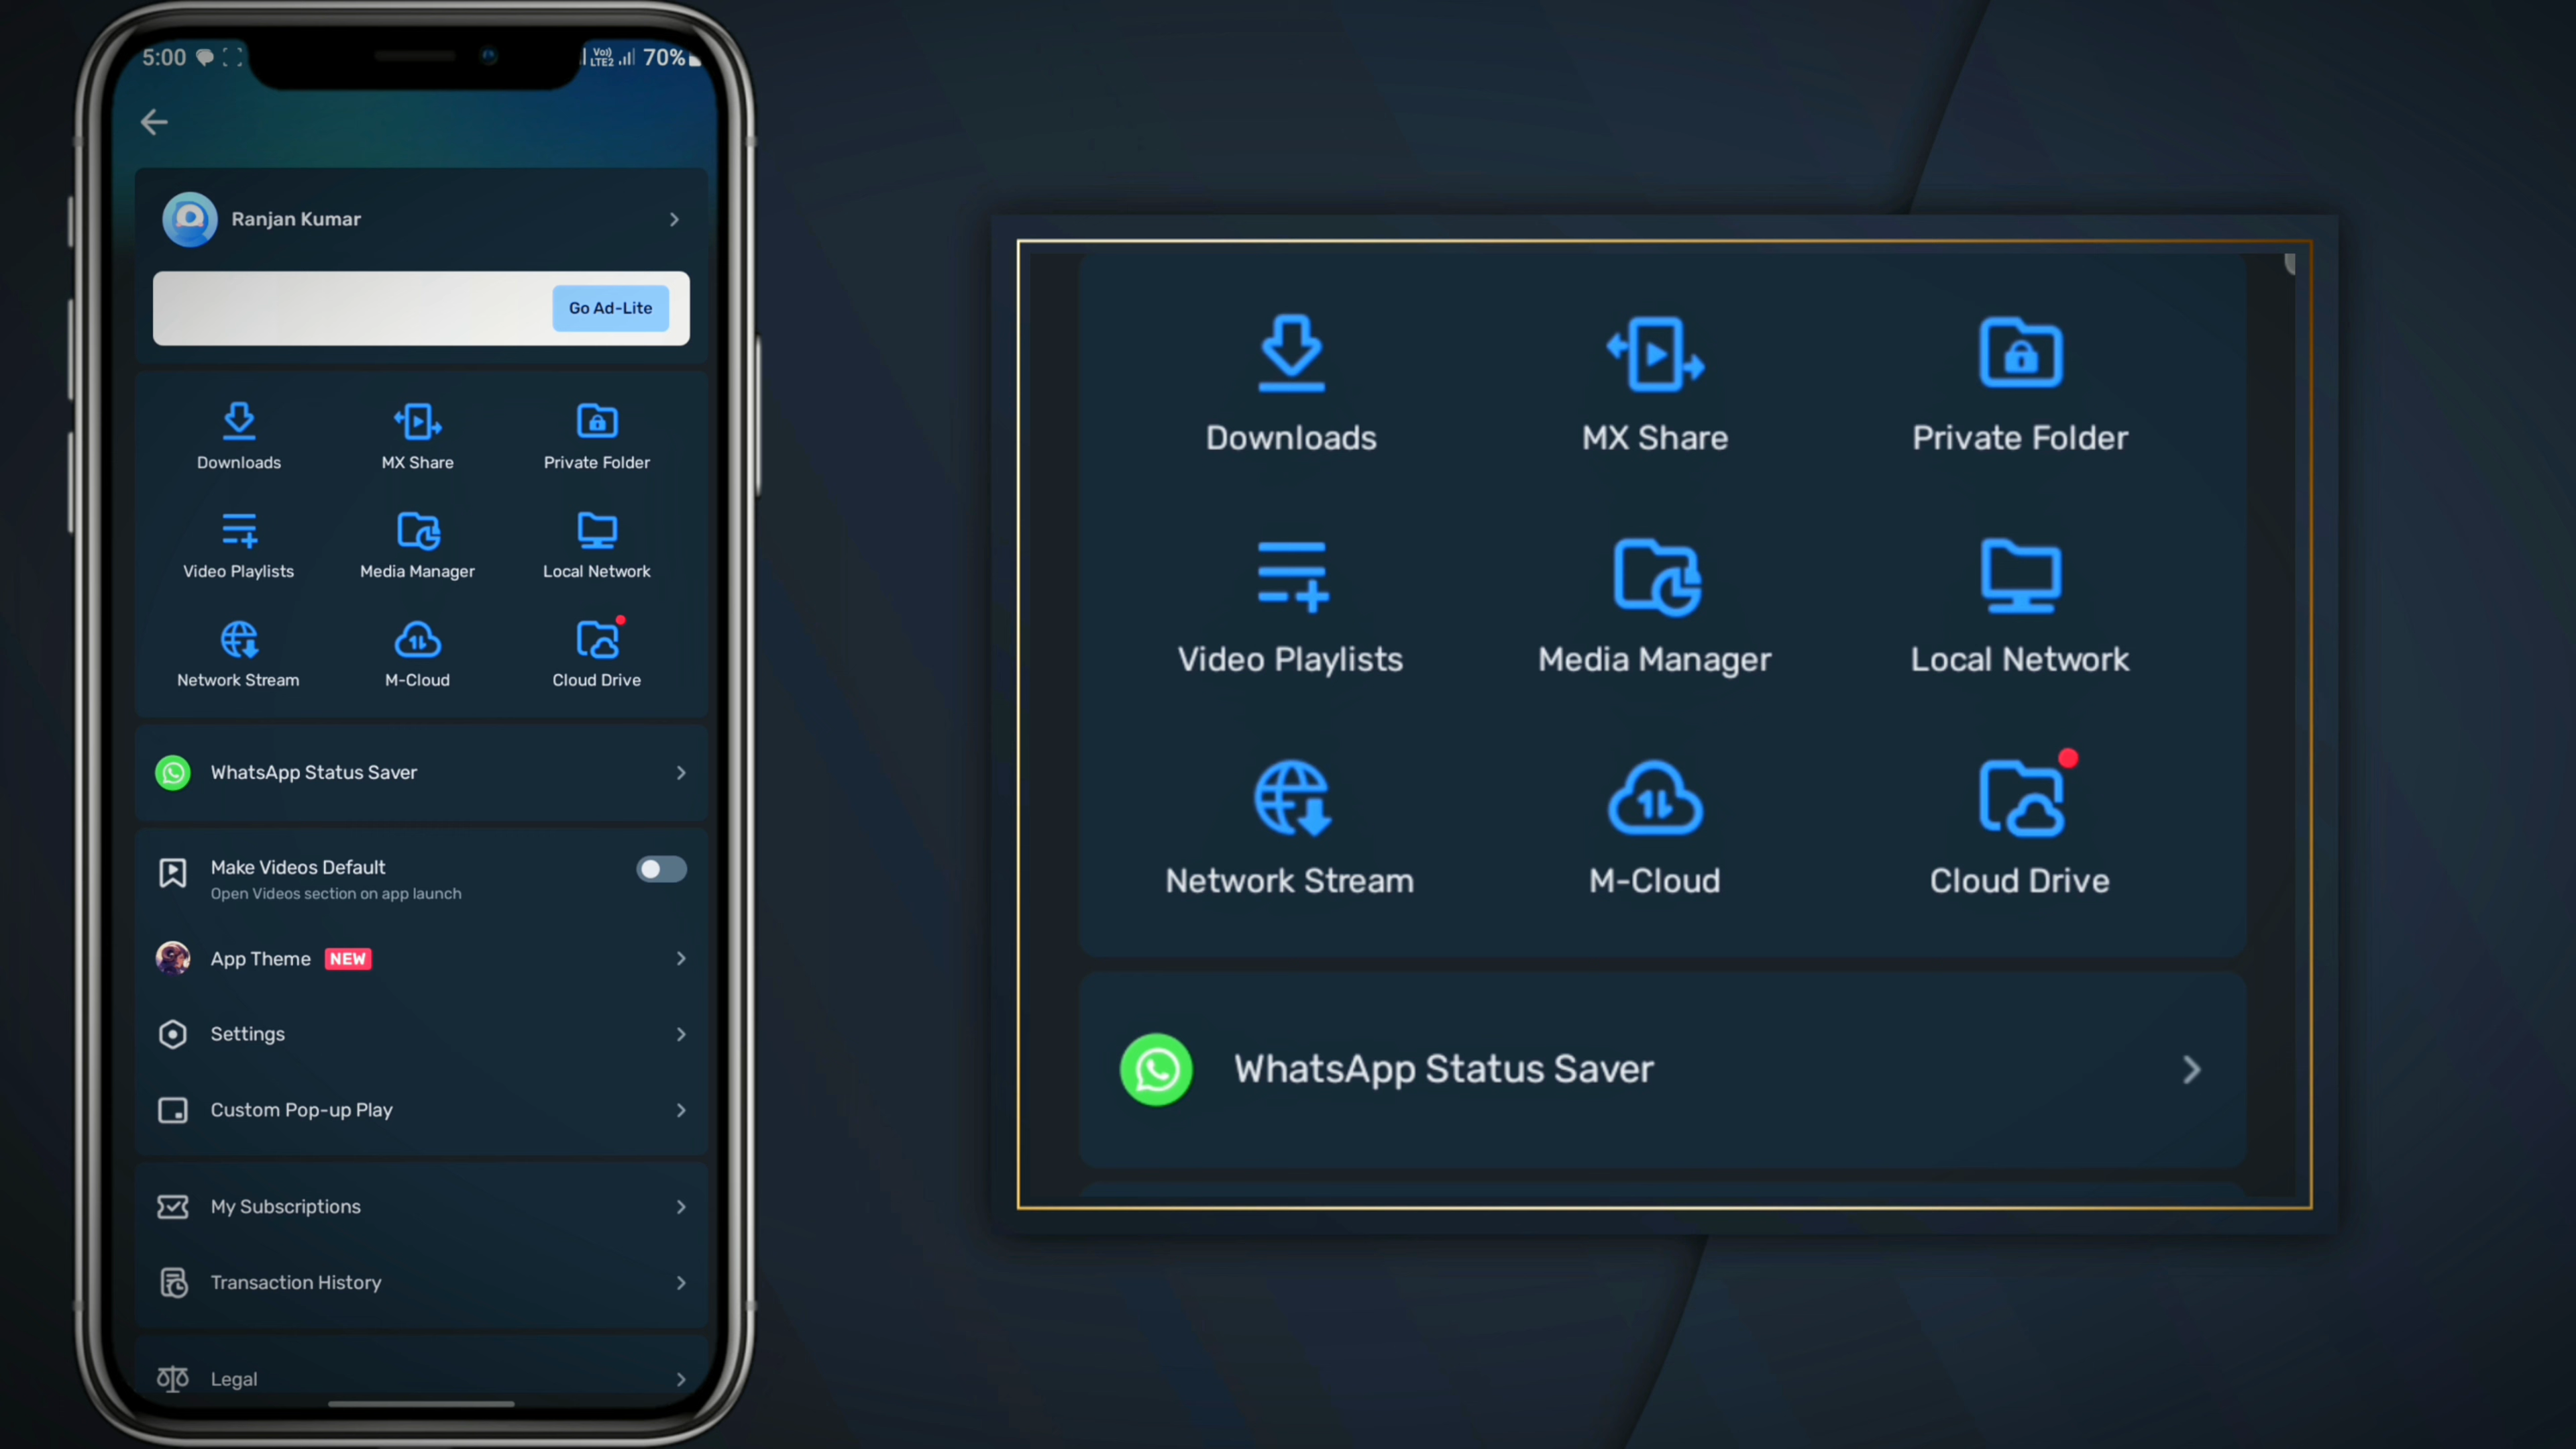 5:00
Vo)
LTE2
70%
Ranjan Kumar
Go Ad-Lite
Downloads
MX Share
Private Folder
Video Playlists
Media Manager
Local Network
Network Stream
M-Cloud
Cloud Drive
WhatsApp Status Saver
Make Videos Default
Open Videos section on app launch
App Theme
NEW
Settings
Custom Pop-up Play
My Subscriptions
Transaction History
Legal
Downloads
MX Share
Private Folder
Video Playlists
Media Manager
Local Network
Network Stream
M-Cloud
Cloud Drive
WhatsApp Status Saver